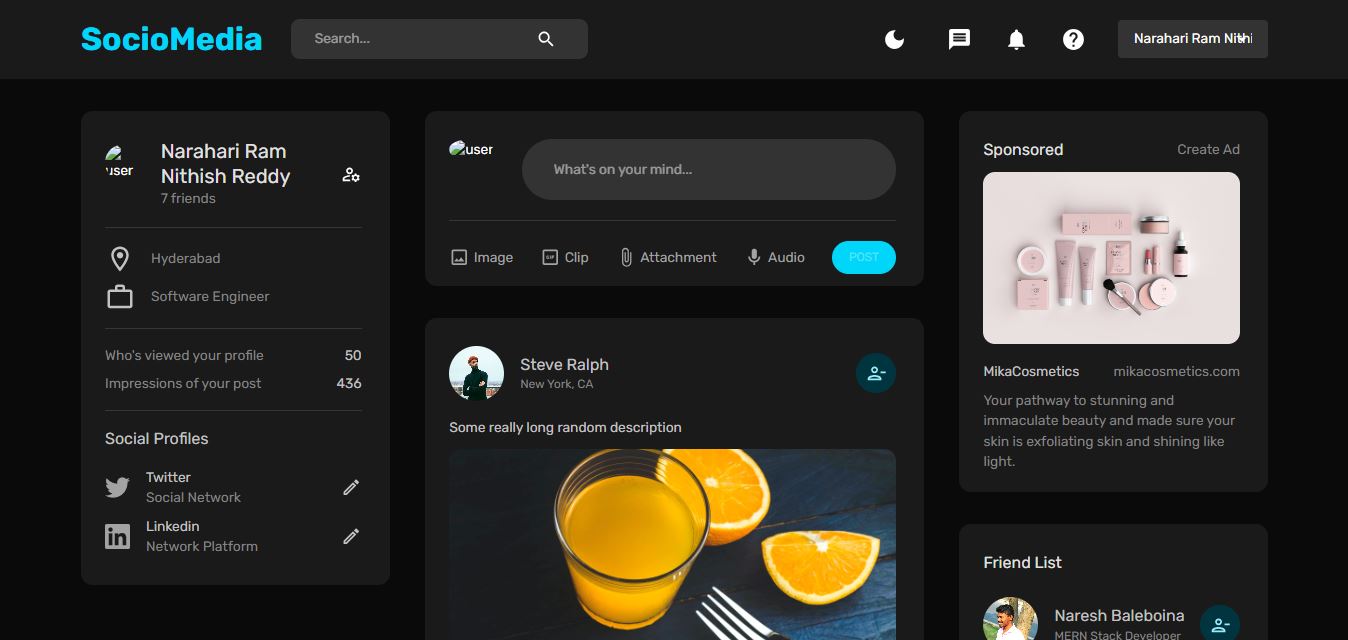 SocioMedia
Search...
Narahari Ram Nithi
Narahari Ram
Nithish Reddy
7 friends
user
Hyderabad
Software Engineer
Who's viewed your profile 50
Impressions of your post 436
Social Profiles
Twitter
Social Network
Linkedin
Network Platform
user
What's on your mind...
Image
GIF
Clip
Attachment
Audio
POST
Steve Ralph
New York, CA
Some really long random description
Sponsored
Create Ad
MikaCosmetics
mikacosmetics.com
Your pathway to stunning and
immaculate beauty and made sure your
skin is exfoliating skin and shining like
light.
Friend List
Naresh Baleboina
MERN Stack Developer